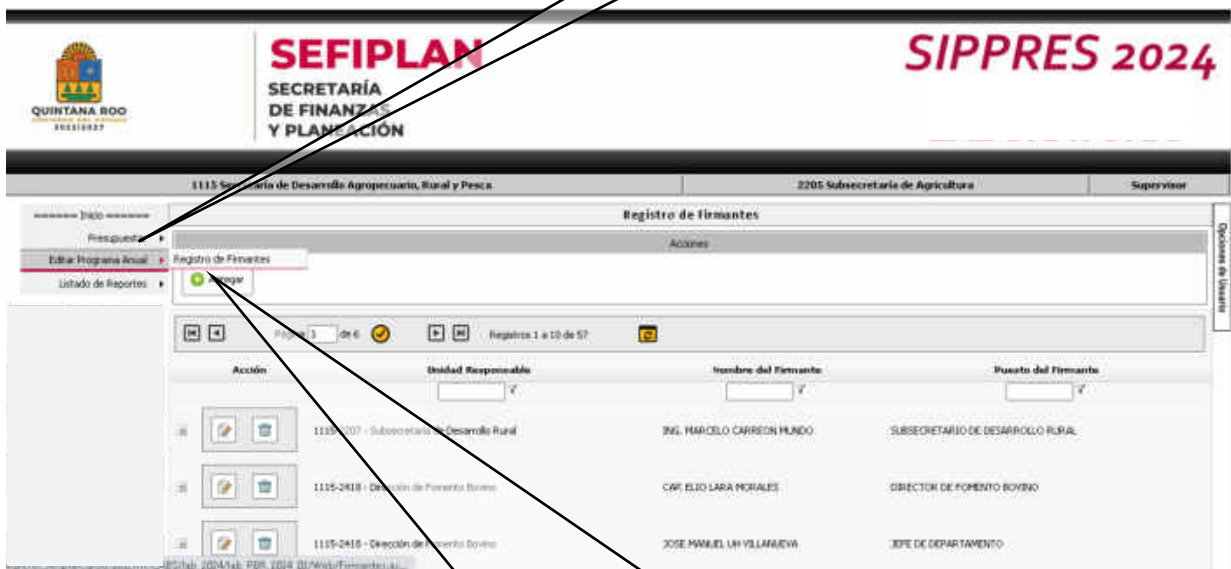 SEFIPLAN
SECRETARÍA
DE FINANZAS
Y PLANEACIÓN
SIPPRES 2024
QUINTANA ROO
2022|2027
1115 Secretaria de Desarrollo Agropecuario, Rural y Pesca
2205 Subsecretaria de Agricultura
Supervisor
====== Inicio ======
Presupuesto
Editar Programa Anual
Listado de Reportes
Registro de Firmantes
Registro de Firmantes
Acciones
Agregar
Opciones de Usuario
Página 1 de 6
Registros 1 a 10 de 57
Acción Unidad Responsable Nombre del Firmante Puesto del Firmante
1115-2207 - Subsecretaria de Desarrollo Rural ING. MARCELO CARREON MUNDO SUBSECRETARIO DE DESARROLLO RURAL
1115-2418 - Dirección de Fomento Bovino CAP. ELIO LARA MORALES DIRECTOR DE FOMENTO BOVINO
1115-2418 - Dirección de Fomento Bovino JOSE MANUEL UH VILLANUEVA JEFE DE DEPARTAMENTO